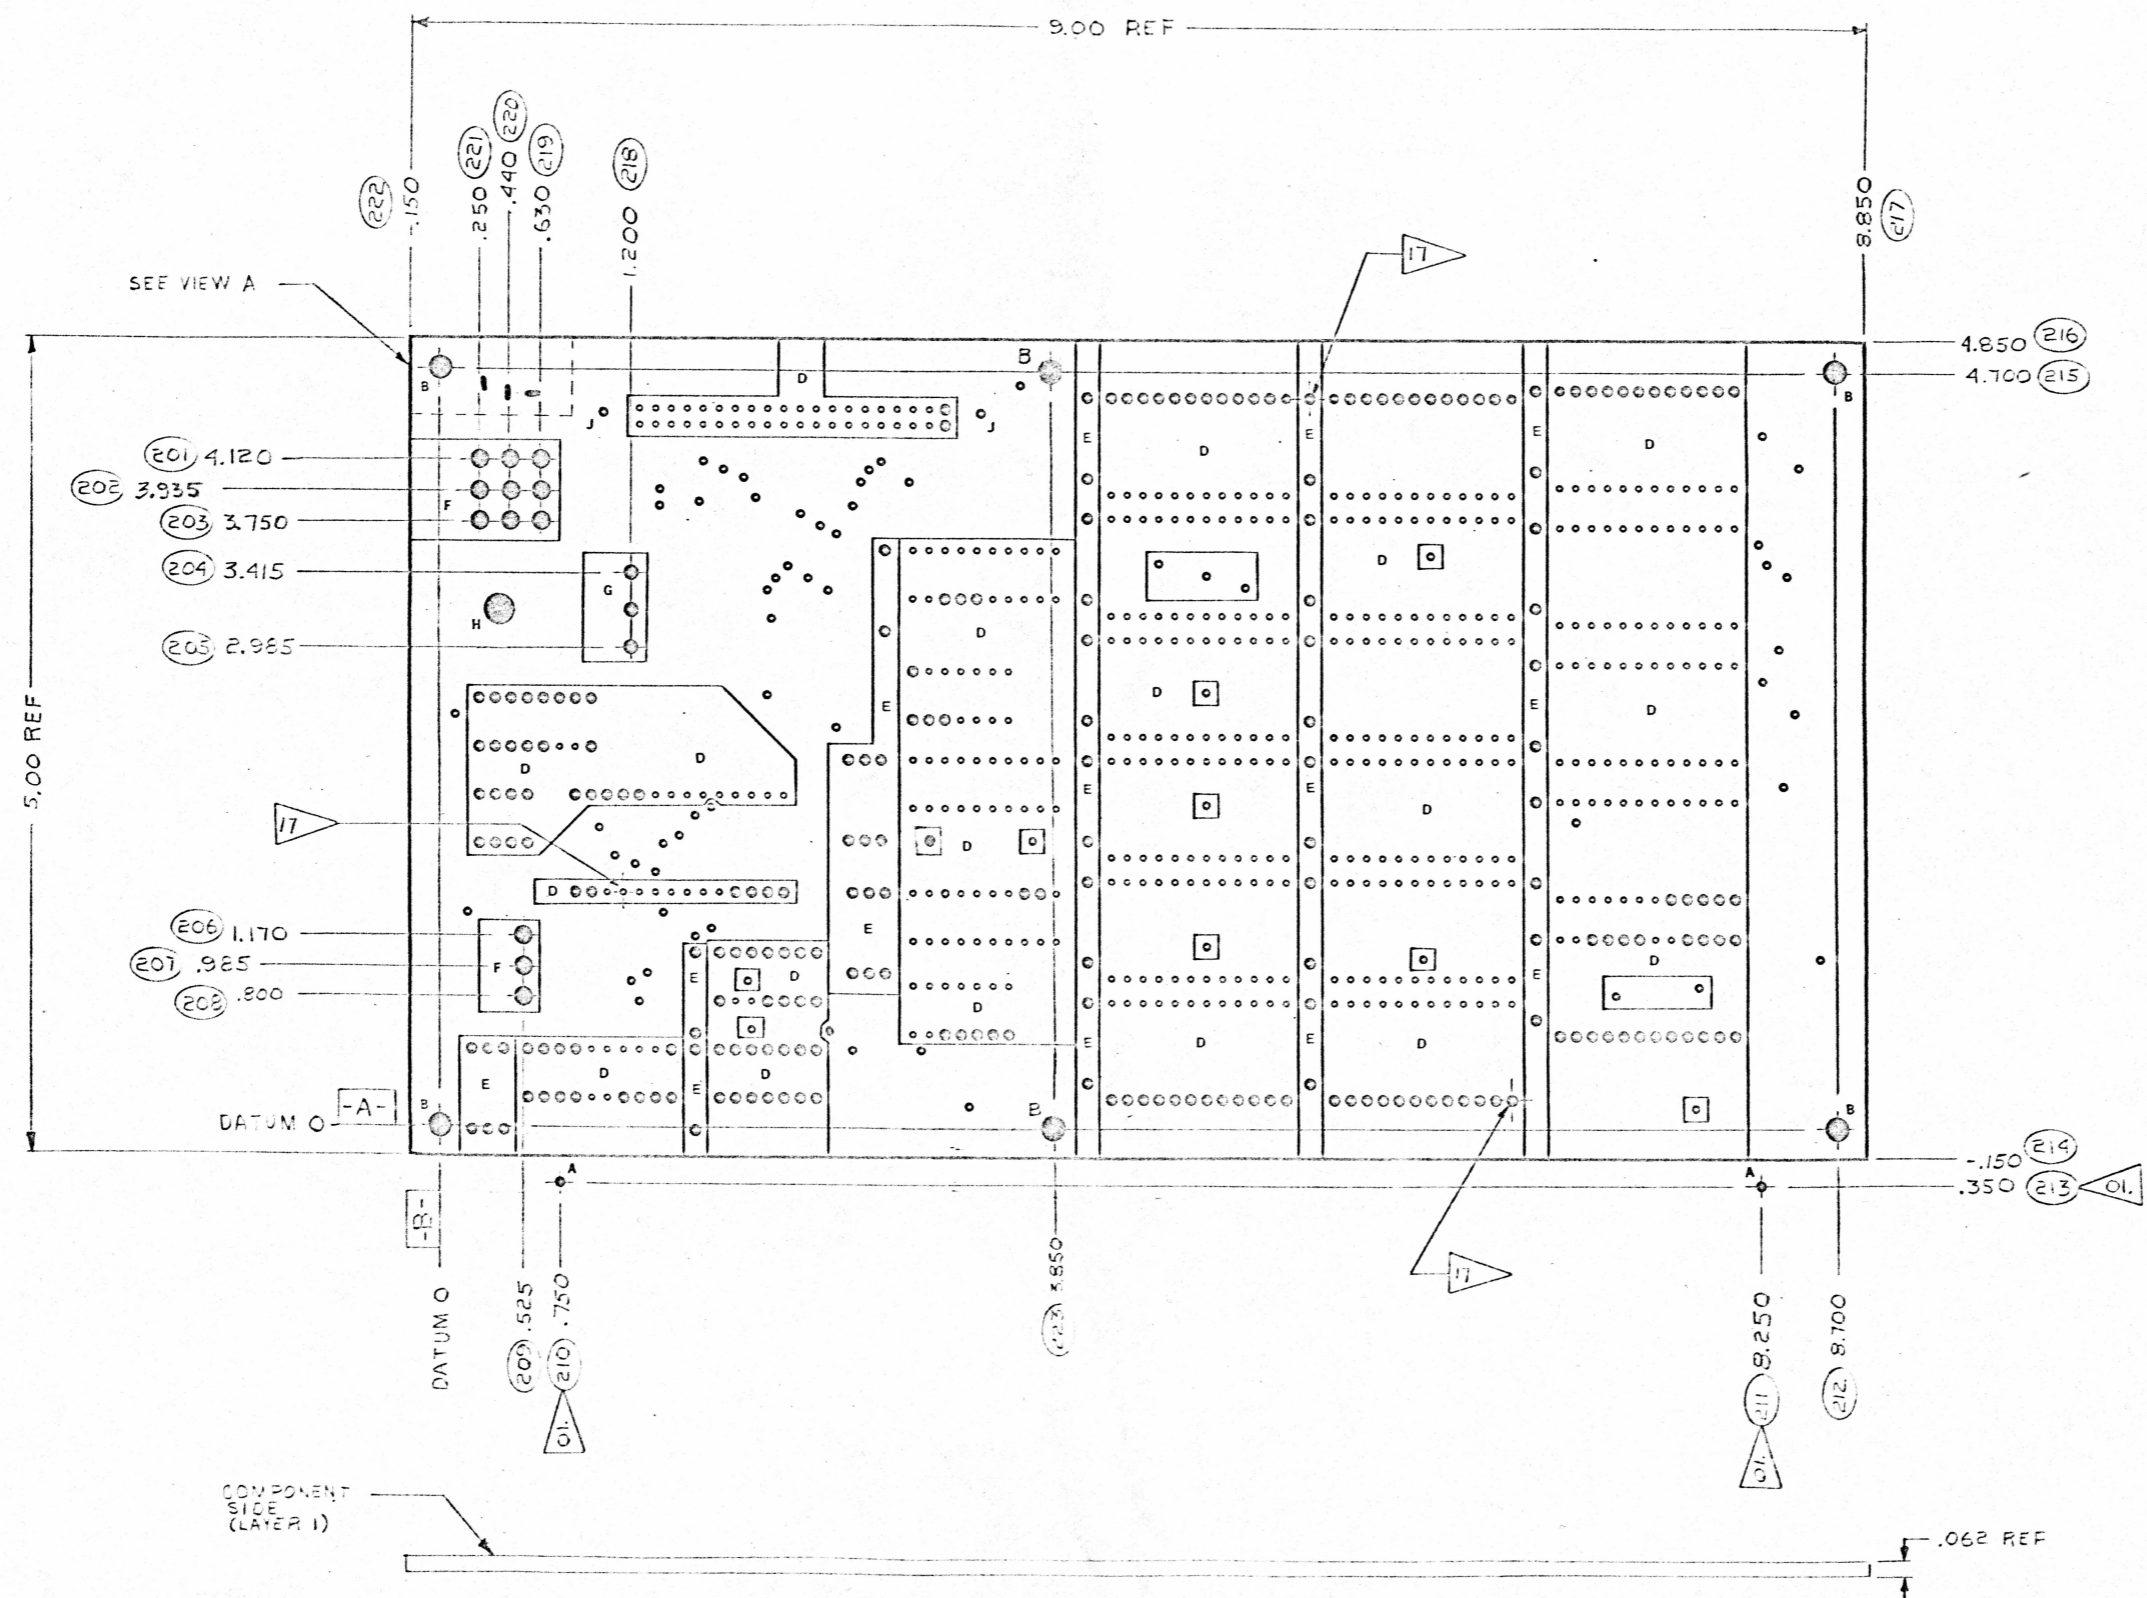 9.00 REF
-.150 (222)
.250 (221)
.440 (220)
.630 (219)
1.200 (218)
8.850 (217)
17
SEE VIEW A
4.850 (216)
4.700 (215)
B
B
B
D
J
J
(201) 4.120
(202) 3.935
(203) 3.750
(204) 3.415
(205) 2.985
F
G
H
E
E
E
D
D
D
D
D
E
D
E
D
5.00 REF
D
D
E
E
D
17
D
D
E
(206) 1.170
(207) .985
(208) .800
F
E
D
D
E
D
E
D
E
D
E
D
E
D
E
D
DATUM 0
-A-
B
B
B
A
A
-.150 (214)
.350 (213) 01.
-B-
DATUM 0
(209) .525
(210) .750
01.
(223) 3.850
17
(211) 8.250
01.
(212) 8.700
COMPONENT
SIDE
(LAYER 1)
.062 REF